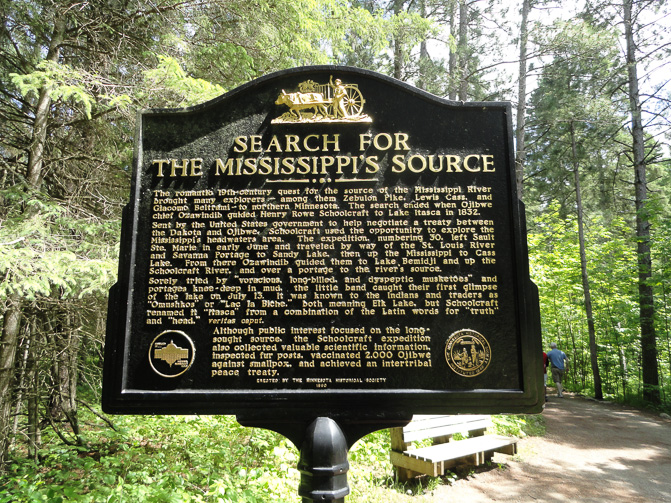 SEARCH FOR
THE MISSISSIPPI'S SOURCE
The romantic 19th-century quest for the source of the Mississippi River
brought many explorers — among them Zebulon Pike, Lewis Cass, and
Giacomo Beltrami — to northern Minnesota. The search ended when Ojibwe
chief Ozawindib guided Henry Rowe Schoolcraft to Lake Itasca in 1832.
Sent by the United States government to help negotiate a treaty between
the Dakota and Ojibwe, Schoolcraft used the opportunity to explore the
Mississippi's headwaters area. The expedition, numbering 30, left Sault
Ste. Marie in early June and traveled by way of the St. Louis River
and Savanna Portage to Sandy Lake, then up the Mississippi to Cass
Lake. From there Ozawindib guided them to Lake Bemidji and up the
Schoolcraft River, and over a portage to the river's source.
Sorely tried by "voracious, long-billed, and dyspeptic musketoes" and
portages knee-deep in mud, the little band caught their first glimpse
of the lake on July 13. It was known to the Indians and traders as
"Omushkos" or "Lac la Biche," both meaning Elk Lake, but Schoolcraft
renamed it "Itasca" from a combination of the Latin words for "truth"
and "head," veritas caput.
Although public interest focused on the long-
sought source, the Schoolcraft expedition
also collected valuable scientific information,
inspected fur posts, vaccinated 2,000 Ojibwe
against smallpox, and achieved an intertribal
peace treaty.
ERECTED BY THE MINNESOTA HISTORICAL SOCIETY